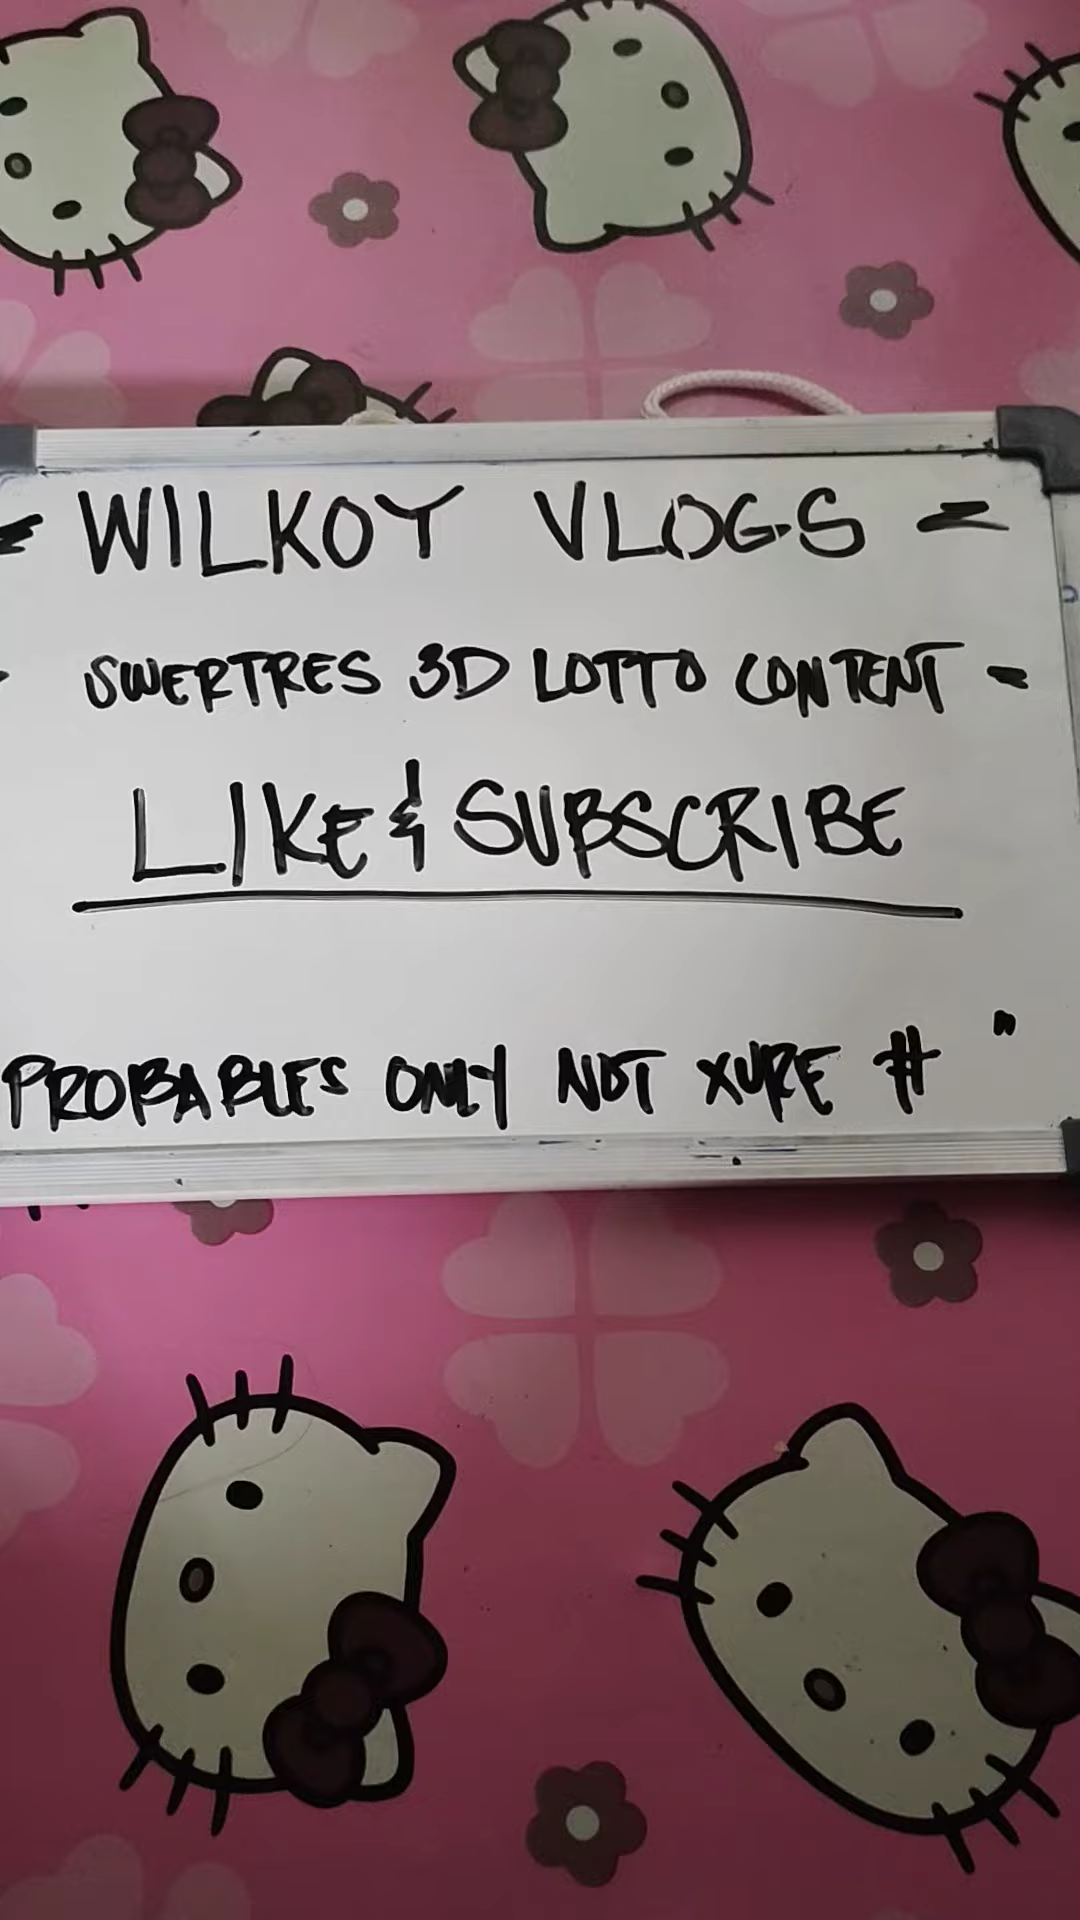 = WILKOY VLOGS =
- SWERTRES 3D LOTTO CONTENT -
LIKE & SUBSCRIBE
PROBABLES ONLY NOT XURE # "